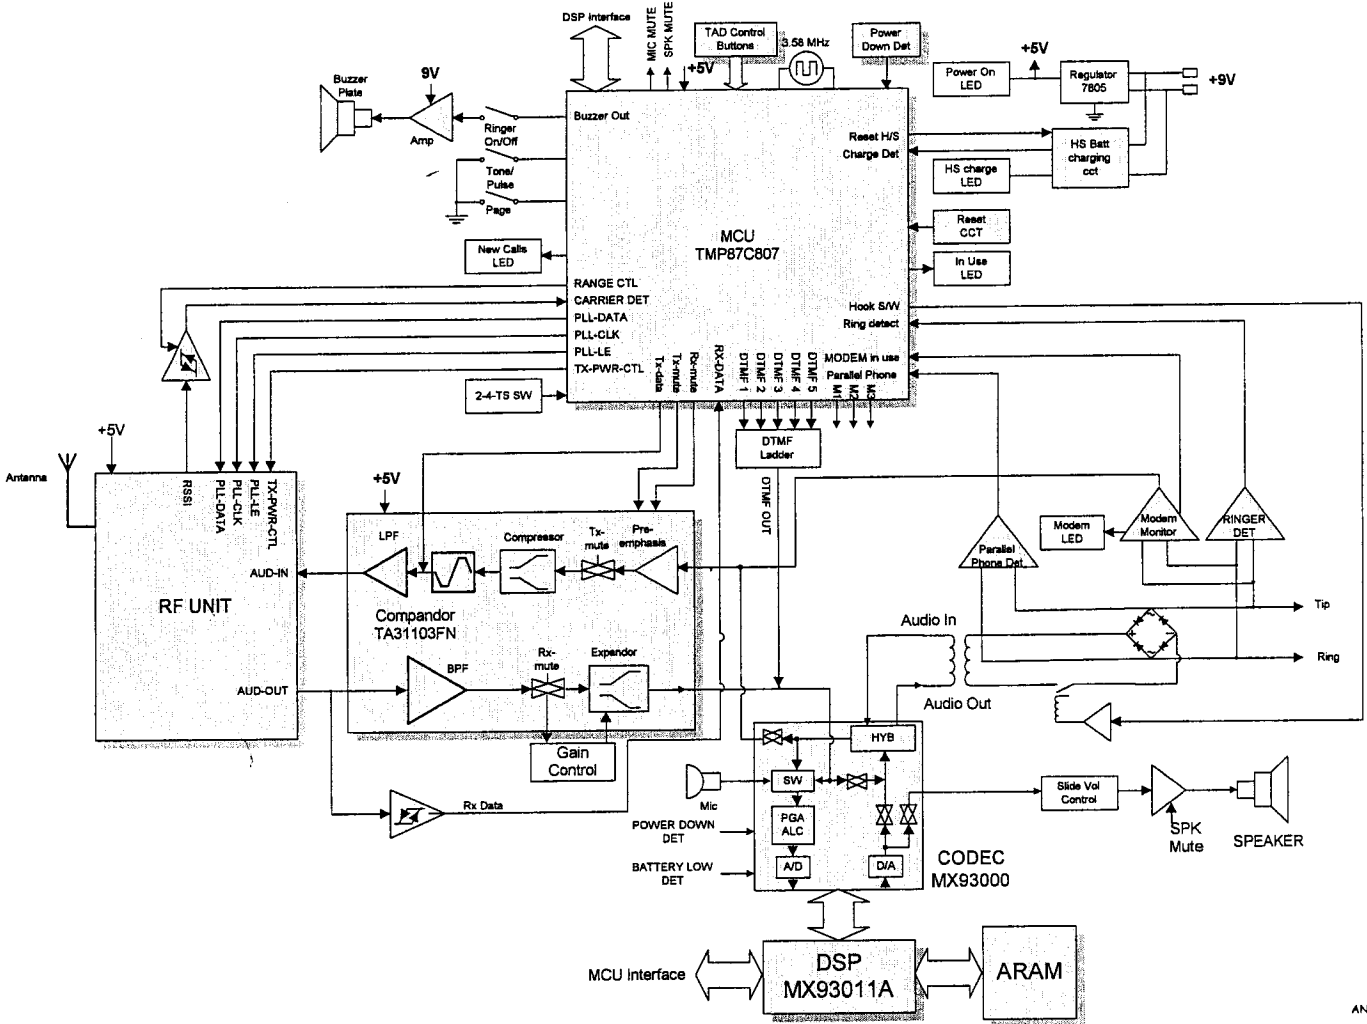 DSP Interface
MIC MUTE
SPK MUTE
+5V
TAD Control
Buttons
3.58 MHz
Power
Down Det
+5V
Power On
LED
Regulator
7805
+9V
Buzzer
Plate
9V
Amp
Ringer
On/Off
Tone/
Pulse
Page
Buzzer Out
Reset H/S
Charge Det
HS Batt
charging
cct
HS charge
LED
Reset
CCT
In Use
LED
MCU
TMP87C807
New Calls
LED
RANGE CTL
CARRIER DET
PLL-DATA
PLL-CLK
PLL-LE
TX-PWR-CTL
2-4-TS SW
Hook S/W
Ring detect
MODEM in use
Parallel Phone
Tx-data
Tx-mute
Rx-mute
RX-DATA
DTMF 1
DTMF 2
DTMF 3
DTMF 4
DTMF 5
M1
M2
M3
DTMF
Ladder
DTMF OUT
+5V
Antenna
RSSI
PLL-DATA
PLL-CLK
PLL-LE
TX-PWR-CTL
AUD-IN
RF UNIT
AUD-OUT
+5V
LPF
Compressor
Tx-
mute
Pre-
emphasis
Compandor
TA31103FN
BPF
Rx-
mute
Expandor
Gain
Control
Rx Data
Parallel
Phone Det
Modem
LED
Modem
Monitor
RINGER
DET
Tip
Ring
Audio In
Audio Out
HYB
SW
PGA
ALC
A/D
D/A
Mic
POWER DOWN
DET
BATTERY LOW
DET
CODEC
MX93000
Slide Vol
Control
SPK
Mute
SPEAKER
MCU Interface
DSP
MX93011A
ARAM
AN